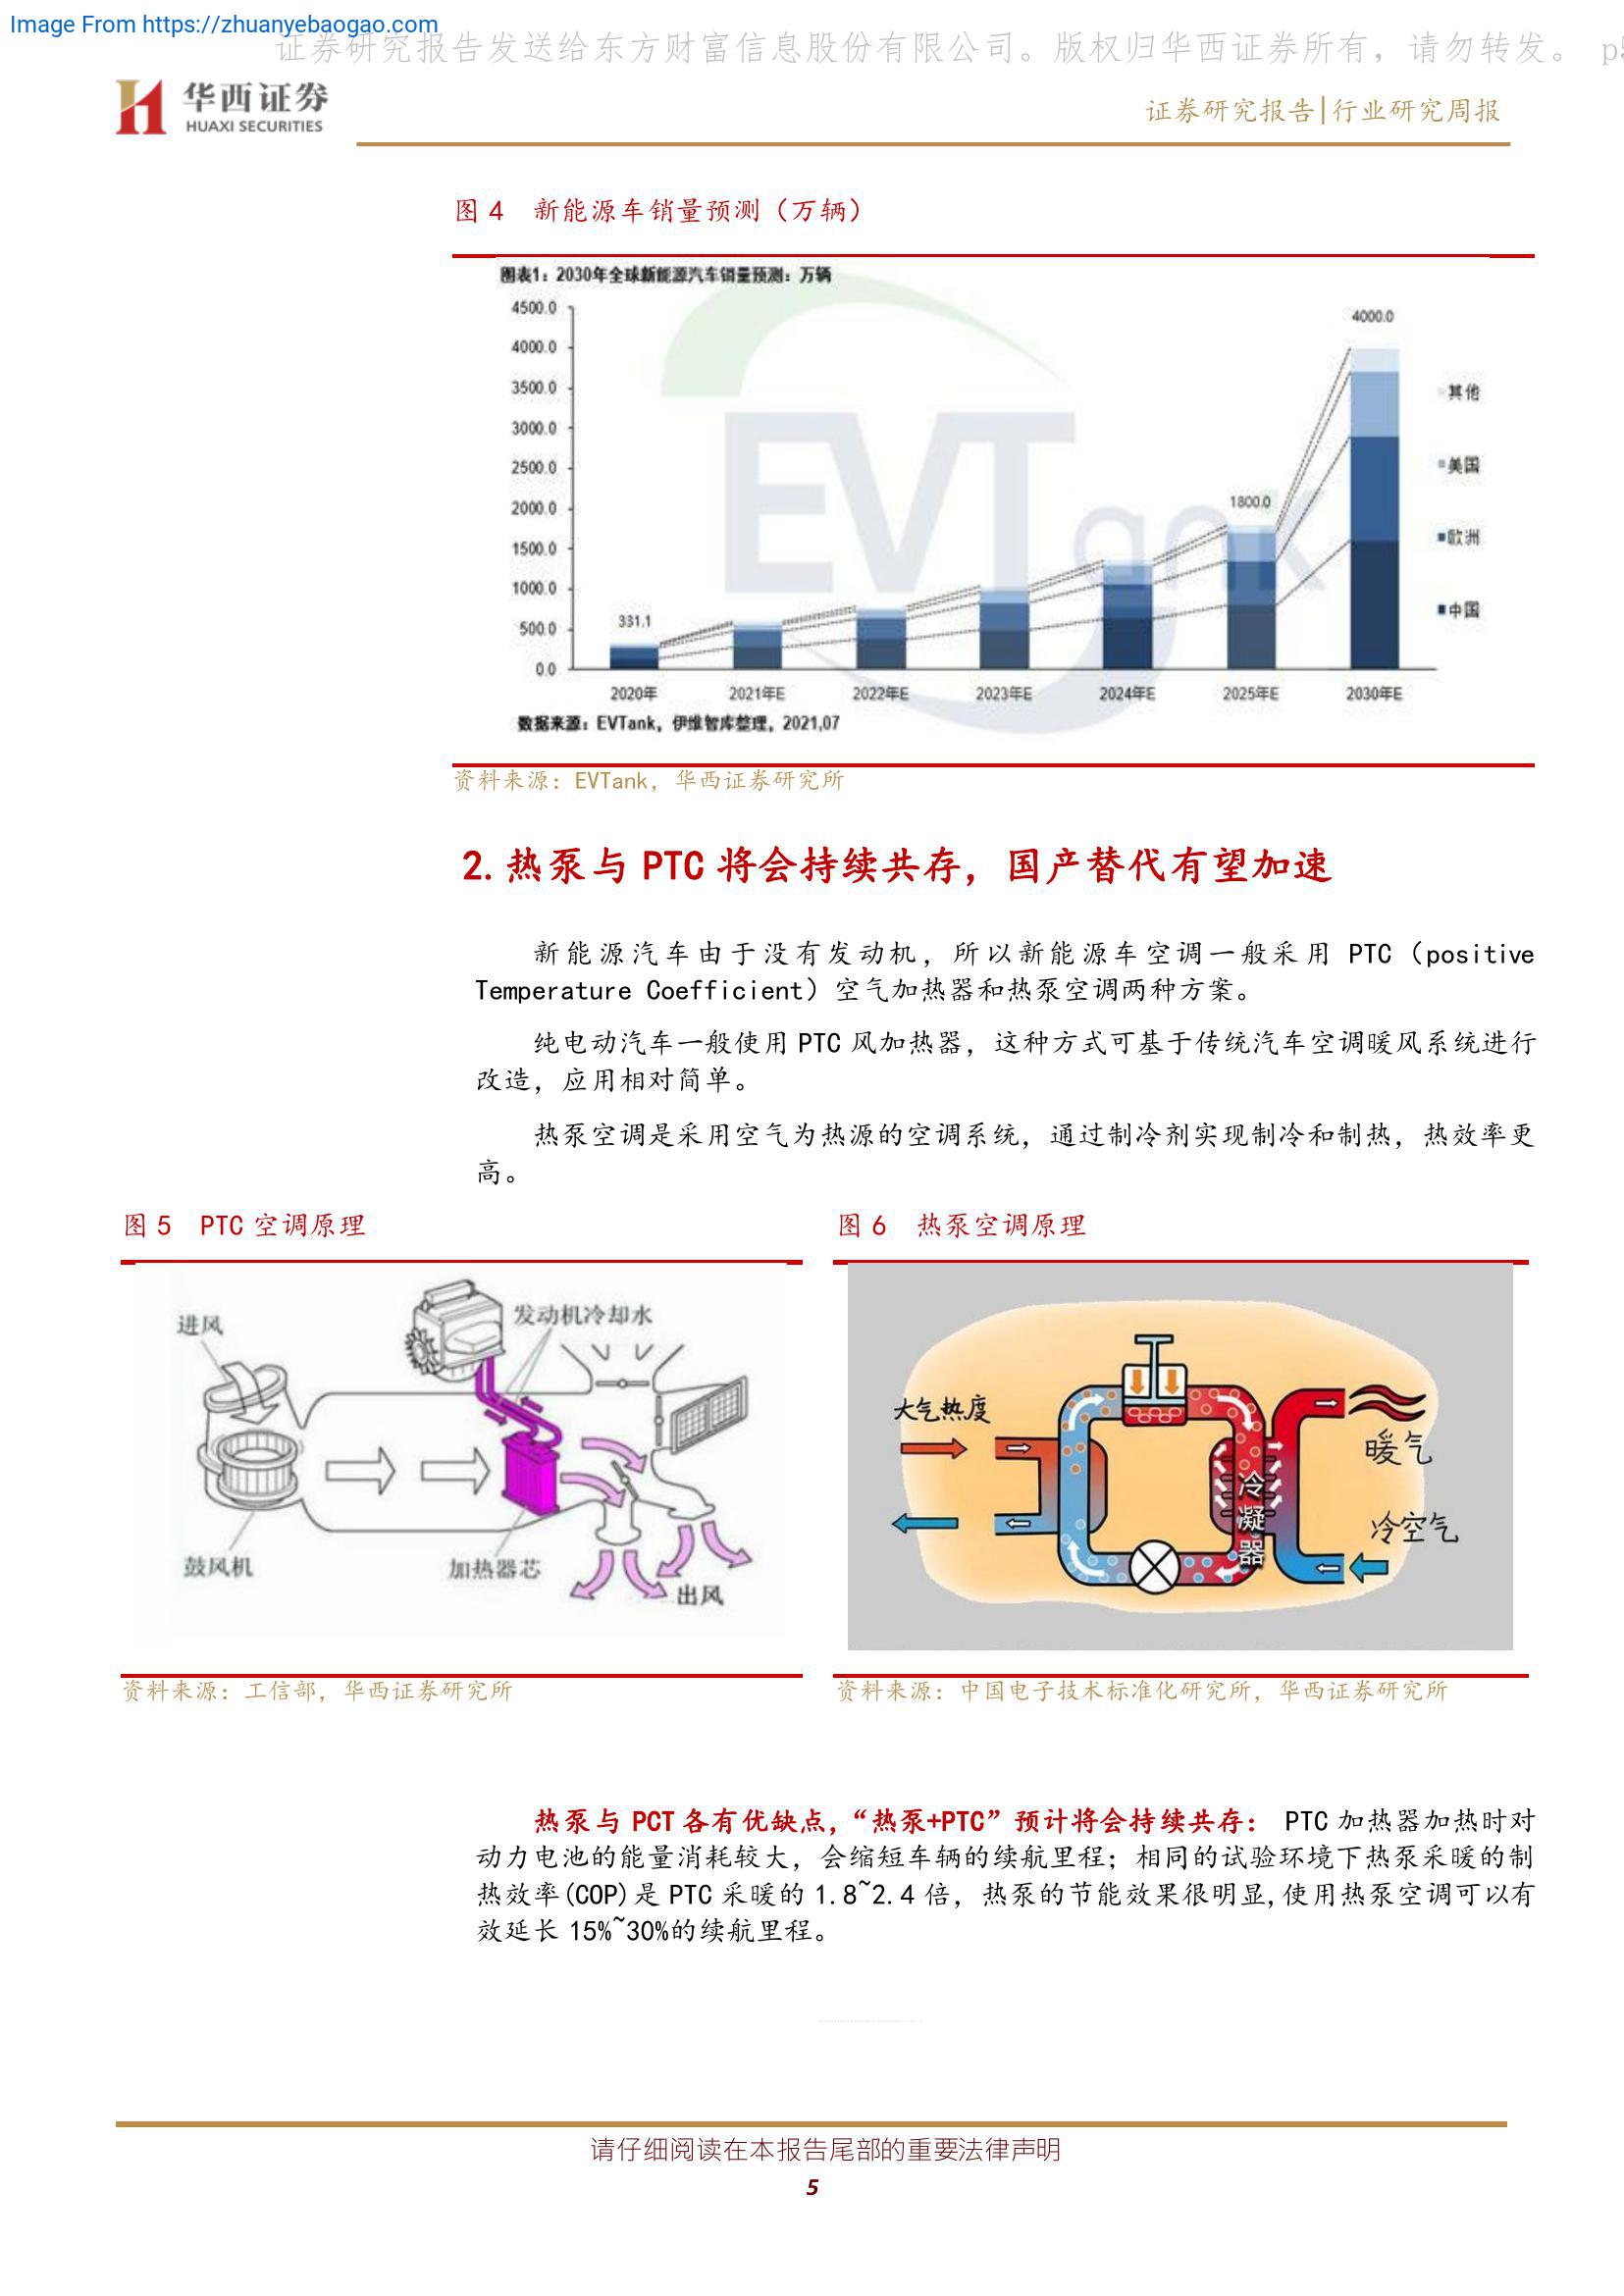 Image From https://zhuanyebaogao.com
证券研究报告发送给东方财富信息股份有限公司。版权归华西证券所有，请勿转发。 p5
华西证券
HUAXI SECURITIES
证券研究报告|行业研究周报
图 4 新能源车销量预测（万辆）
图表1：2030年全球新能源汽车销量预测：万辆
4500.0
4000.0
3500.0
3000.0
2500.0
2000.0
1500.0
1000.0
500.0
0.0
331.1
1800.0
4000.0
其他
美国
欧洲
中国
2020年 2021年E 2022年E 2023年E 2024年E 2025年E 2030年E
EVTank
数据来源：EVTank，伊维智库整理，2021,07
资料来源：EVTank，华西证券研究所
2.热泵与 PTC 将会持续共存，国产替代有望加速
新能源汽车由于没有发动机，所以新能源车空调一般采用 PTC（positive
Temperature Coefficient）空气加热器和热泵空调两种方案。
纯电动汽车一般使用 PTC 风加热器，这种方式可基于传统汽车空调暖风系统进行
改造，应用相对简单。
热泵空调是采用空气为热源的空调系统，通过制冷剂实现制冷和制热，热效率更
高。
图 5 PTC 空调原理
进风
发动机冷却水
鼓风机
加热器芯
出风
资料来源：工信部，华西证券研究所
图 6 热泵空调原理
大气热度
暖气
冷凝器
冷空气
资料来源：中国电子技术标准化研究所，华西证券研究所
热泵与 PCT 各有优缺点，“热泵+PTC”预计将会持续共存： PTC 加热器加热时对
动力电池的能量消耗较大，会缩短车辆的续航里程；相同的试验环境下热泵采暖的制
热效率(COP)是 PTC 采暖的 1.8~2.4 倍，热泵的节能效果很明显,使用热泵空调可以有
效延长 15%~30%的续航里程。
请仔细阅读在本报告尾部的重要法律声明
5